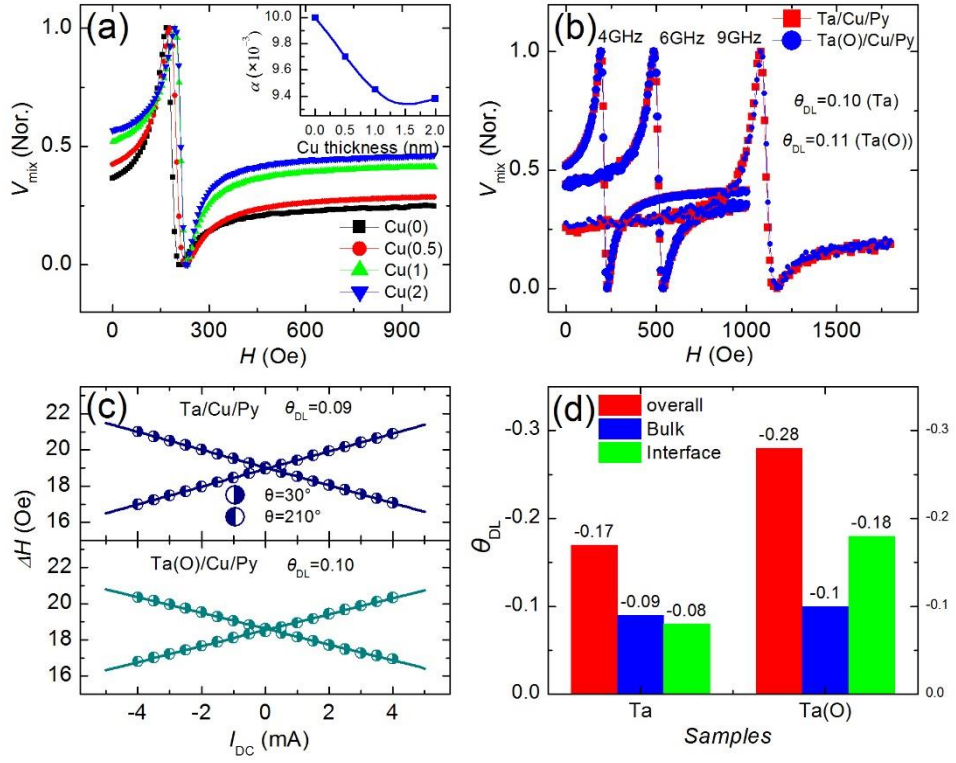 (a)
V_mix (Nor.)
1.0
0.5
0.0
0
300
600
900
H (Oe)
Cu(0)
Cu(0.5)
Cu(1)
Cu(2)
α (×10⁻³)
10.0
9.8
9.6
9.4
0.0 0.5 1.0 1.5 2.0
Cu thickness (nm)
(b)
V_mix (Nor.)
1.0
0.5
0.0
0
500
1000
1500
H (Oe)
4GHz 6GHz 9GHz
Ta/Cu/Py
Ta(O)/Cu/Py
θ_DL=0.10 (Ta)
θ_DL=0.11 (Ta(O))
(c)
ΔH (Oe)
22
20
18
16
Ta/Cu/Py θ_DL=0.09
θ=30°
θ=210°
22
20
18
16
Ta(O)/Cu/Py θ_DL=0.10
-4 -2 0 2 4
I_DC (mA)
(d)
θ_DL
-0.3
-0.2
-0.1
0.0
overall
Bulk
Interface
-0.17
-0.09
-0.08
-0.28
-0.1
-0.18
-0.3
-0.2
-0.1
0.0
Ta
Ta(O)
Samples